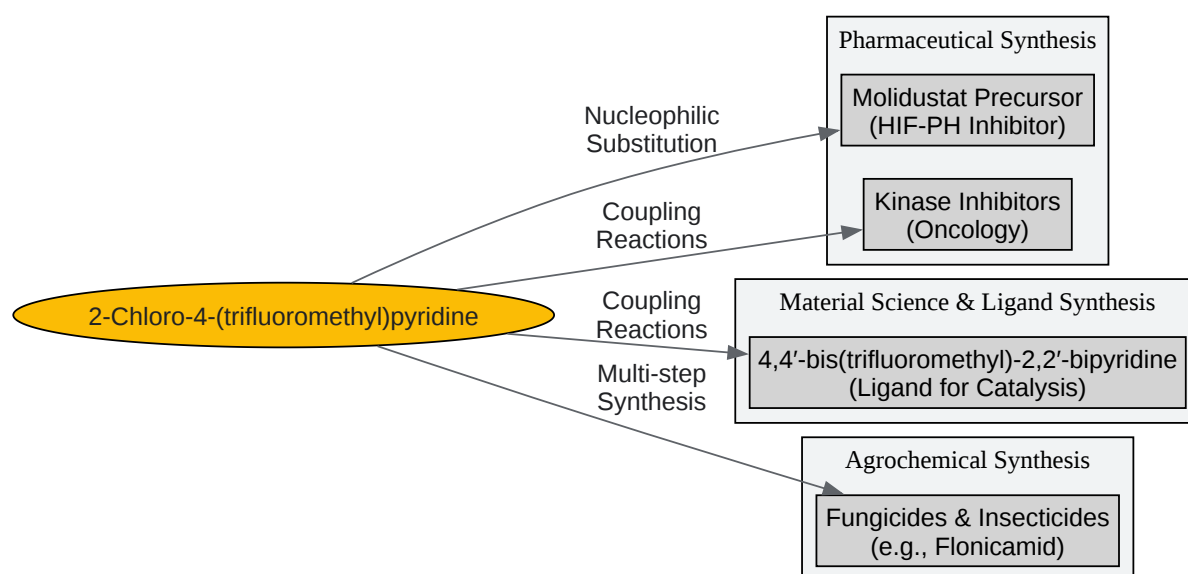 Pharmaceutical Synthesis
Molidustat Precursor
(HIF-PH Inhibitor)
Nucleophilic
Substitution
Kinase Inhibitors
(Oncology)
Coupling
Reactions
2-Chloro-4-(trifluoromethyl)pyridine
Coupling
Reactions
Material Science & Ligand Synthesis
4,4′-bis(trifluoromethyl)-2,2′-bipyridine
(Ligand for Catalysis)
Multi-step
Synthesis
Agrochemical Synthesis
Fungicides & Insecticides
(e.g., Flonicamid)